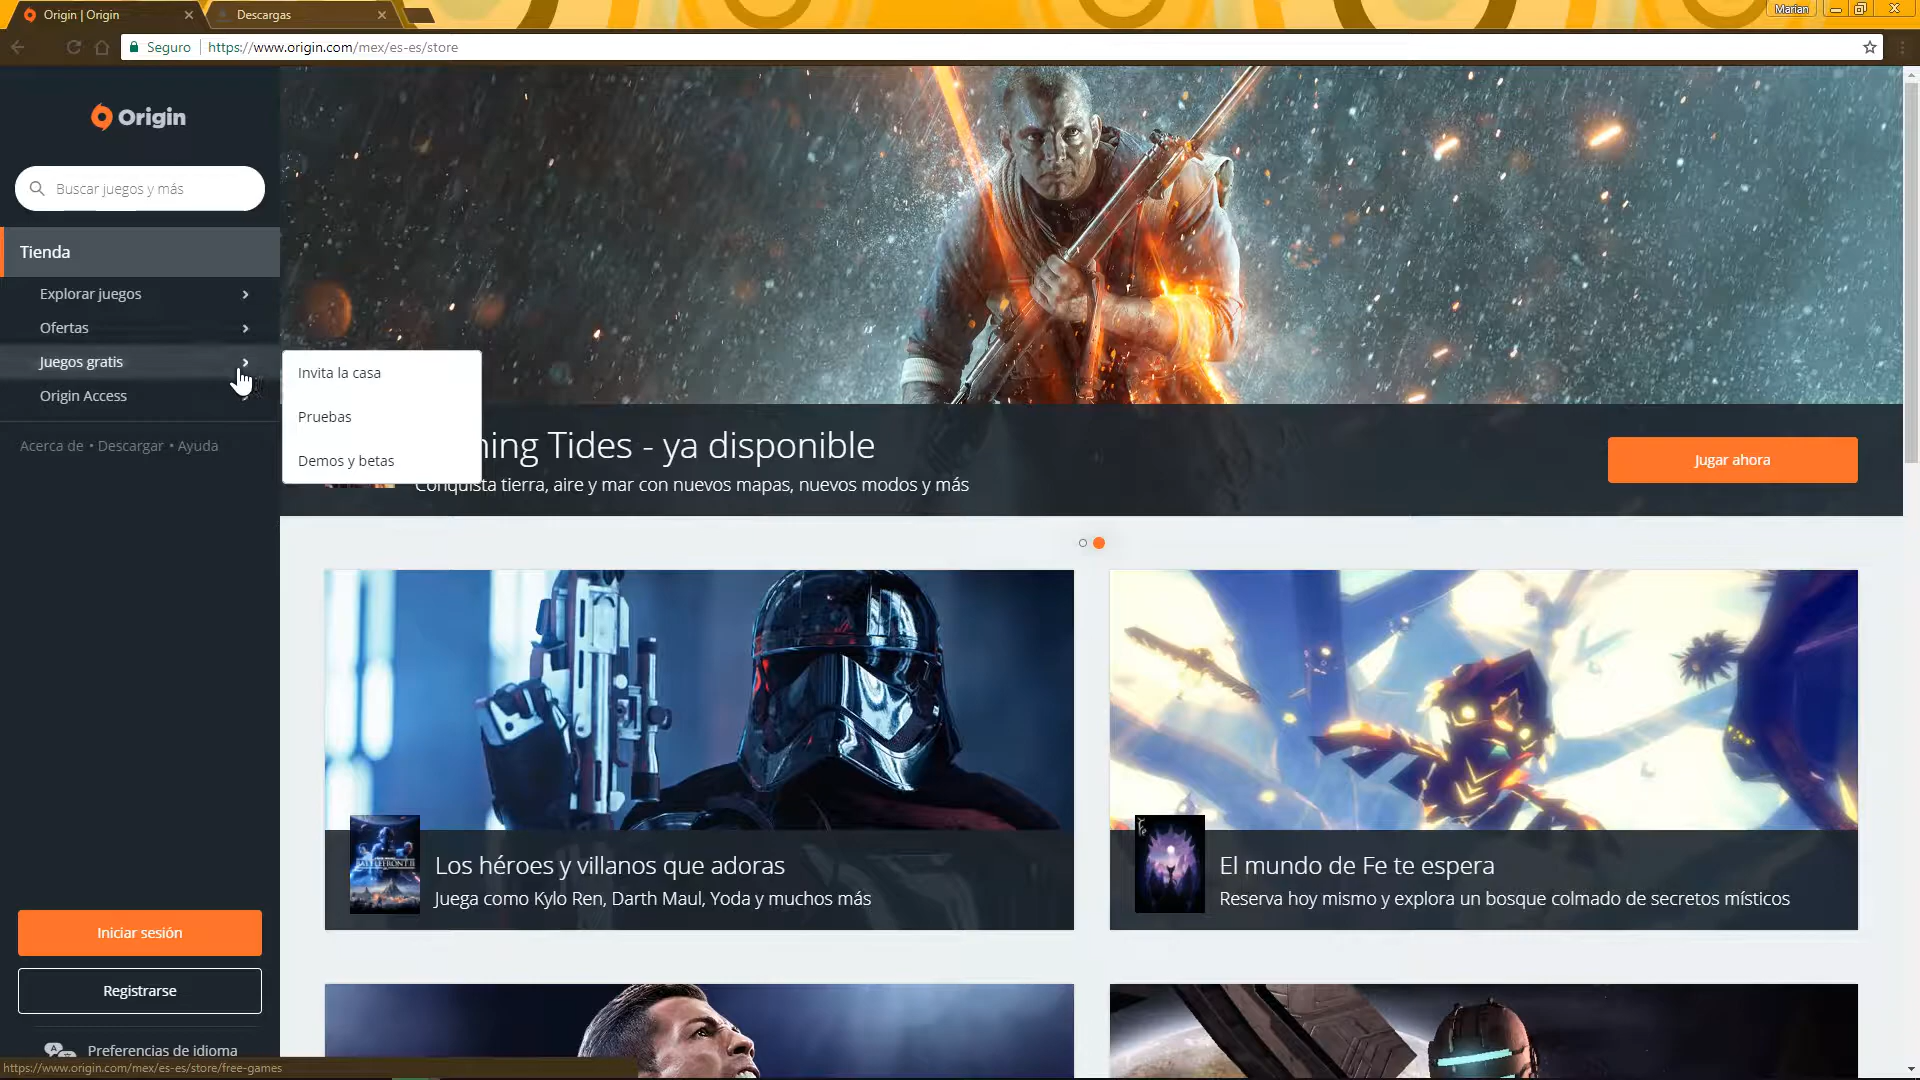 Origin | Origin
Descargas
Marian
Seguro
https://www.origin.com/mex/es-es/store
Origin
Buscar juegos y más
Tienda
Explorar juegos
Ofertas
Juegos gratis
Origin Access
Acerca de • Descargar • Ayuda
Invita la casa
Pruebas
Demos y betas
ning Tides - ya disponible
Conquista tierra, aire y mar con nuevos mapas, nuevos modos y más
Jugar ahora
BATTLEFRONT II
Los héroes y villanos que adoras
Juega como Kylo Ren, Darth Maul, Yoda y muchos más
Fe
El mundo de Fe te espera
Reserva hoy mismo y explora un bosque colmado de secretos místicos
Iniciar sesión
Registrarse
Preferencias de idioma
https://www.origin.com/mex/es-es/store/free-games